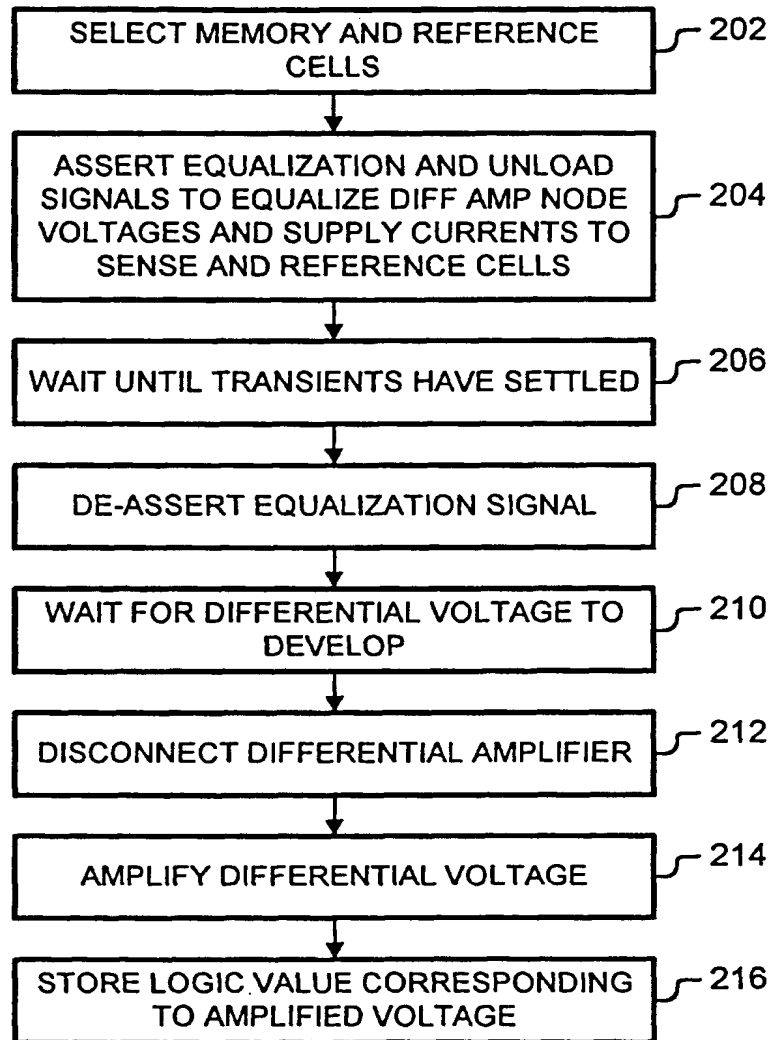 SELECT MEMORY AND REFERENCE
CELLS
202
ASSERT EQUALIZATION AND UNLOAD
SIGNALS TO EQUALIZE DIFF AMP NODE
VOLTAGES AND SUPPLY CURRENTS TO
SENSE AND REFERENCE CELLS
204
WAIT UNTIL TRANSIENTS HAVE SETTLED
206
DE-ASSERT EQUALIZATION SIGNAL
208
WAIT FOR DIFFERENTIAL VOLTAGE TO
DEVELOP
210
DISCONNECT DIFFERENTIAL AMPLIFIER
212
AMPLIFY DIFFERENTIAL VOLTAGE
214
STORE LOGIC VALUE CORRESPONDING
TO AMPLIFIED VOLTAGE
216